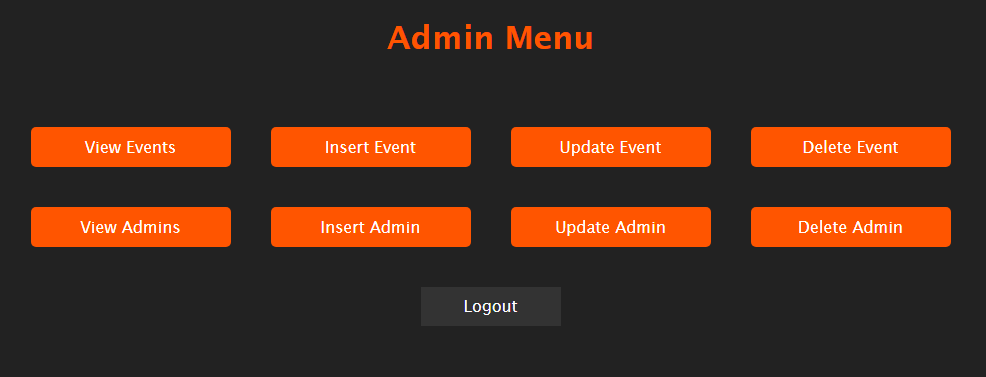 Admin Menu
View Events Insert Event Update Event Delete Event
View Admins Insert Admin Update Admin Delete Admin
Logout